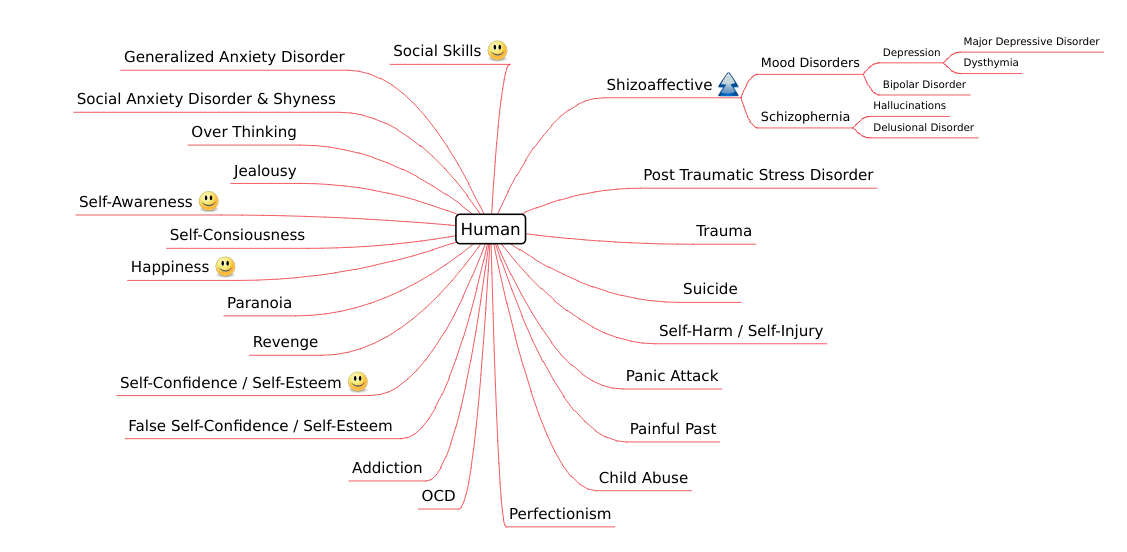 Social Skills
Generalized Anxiety Disorder
Social Anxiety Disorder & Shyness
Over Thinking
Jealousy
Self-Awareness
Self-Consiousness
Happiness
Paranoia
Revenge
Self-Confidence / Self-Esteem
False Self-Confidence / Self-Esteem
Addiction
OCD
Human
Shizoaffective
Mood Disorders
Depression
Major Depressive Disorder
Dysthymia
Bipolar Disorder
Schizophernia
Hallucinations
Delusional Disorder
Post Traumatic Stress Disorder
Trauma
Suicide
Self-Harm / Self-Injury
Panic Attack
Painful Past
Child Abuse
Perfectionism